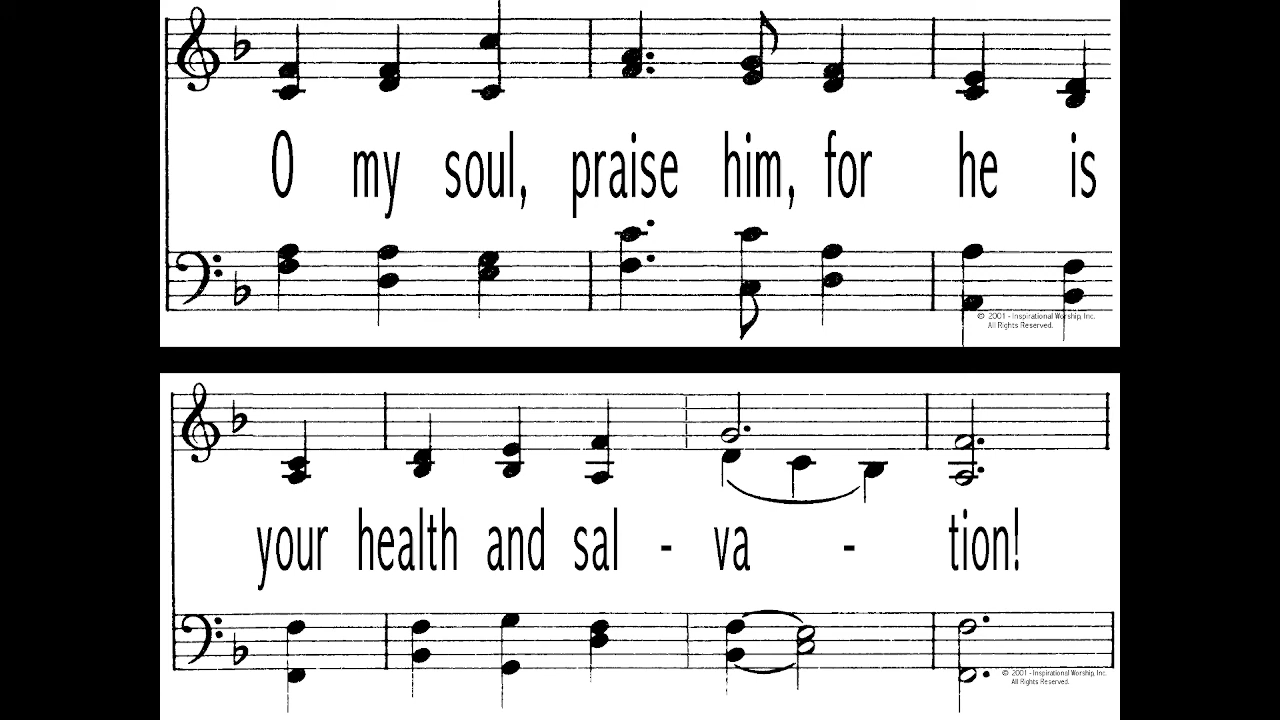 O my soul, praise him, for he is
© 2001 - Inspirational Worship, Inc.
All Rights Reserved.
your health and sal - va - tion!
© 2001 - Inspirational Worship, Inc.
All Rights Reserved.